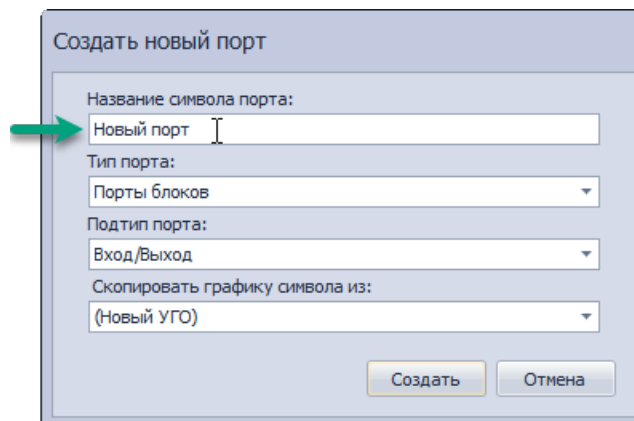 Создать новый порт
Название символа порта:
Новый порт
Тип порта:
Порты блоков
Подтип порта:
Вход/Выход
Скопировать графику символа из:
(Новый УГО)
Создать Отмена